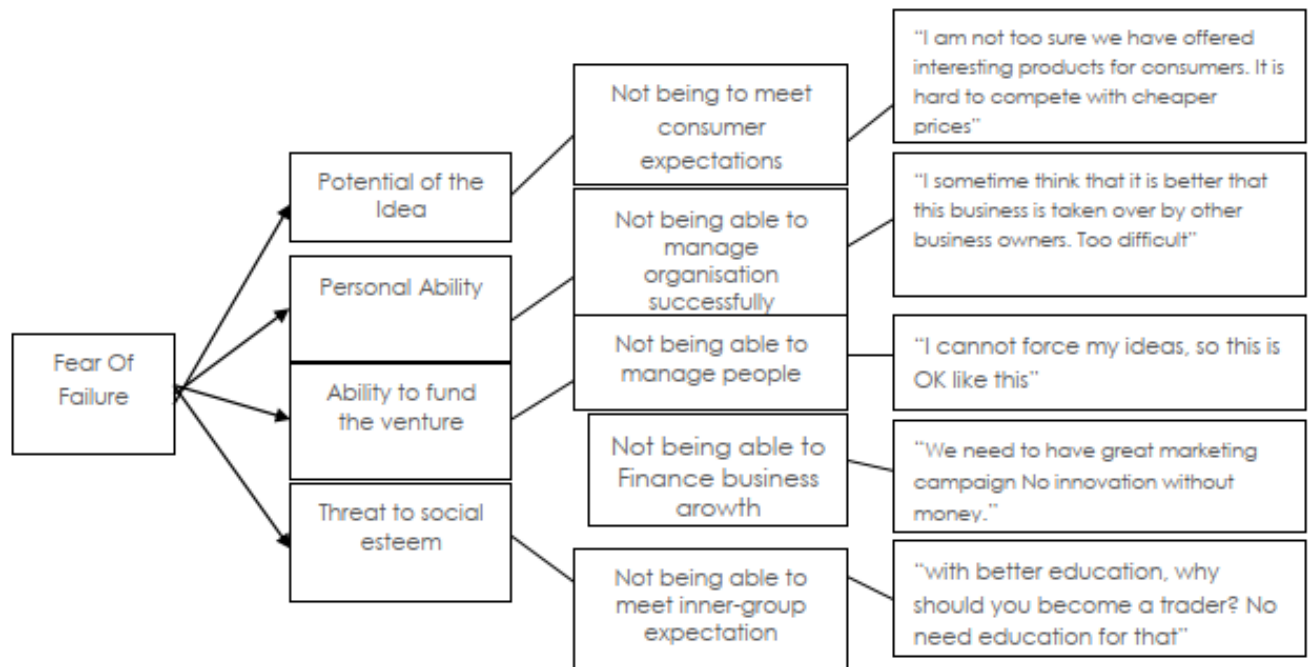 Fear Of
Failure
Potential of the
Idea
Personal Ability
Ability to fund
the venture
Threat to social
esteem
Not being to meet
consumer
expectations
Not being able to
manage
organisation
successfully
Not being able to
manage people
Not being able to
Finance business
growth
Not being able to
meet inner-group
expectation
"I am not too sure we have offered
interesting products for consumers. It is
hard to compete with cheaper
prices"
"I sometime think that it is better that
this business is taken over by other
business owners. Too difficult"
"I cannot force my ideas, so this is
OK like this"
"We need to have great marketing
campaign No innovation without
money."
"with better education, why
should you become a trader? No
need education for that"